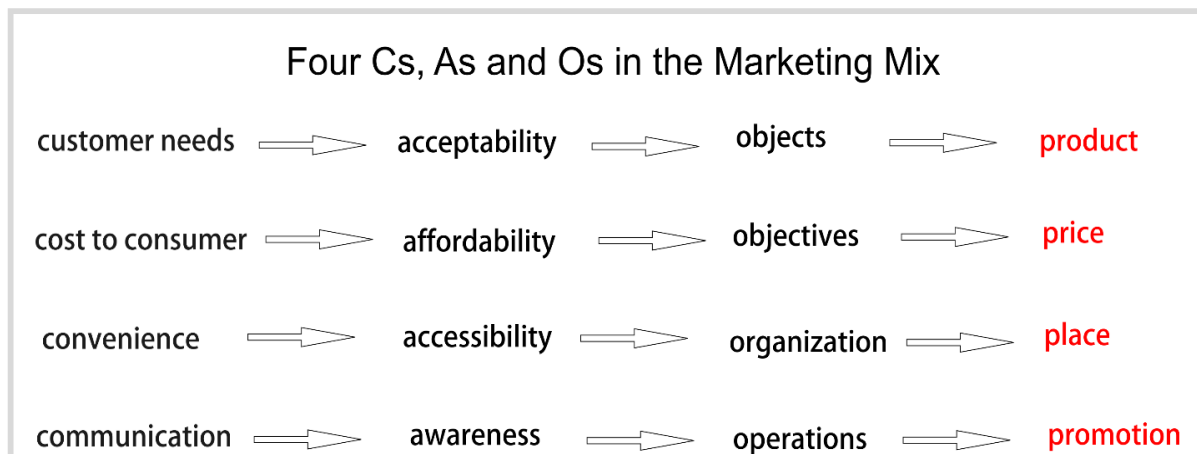 Four Cs, As and Os in the Marketing Mix
customer needs acceptability objects product
cost to consumer affordability objectives price
convenience accessibility organization place
communication awareness operations promotion